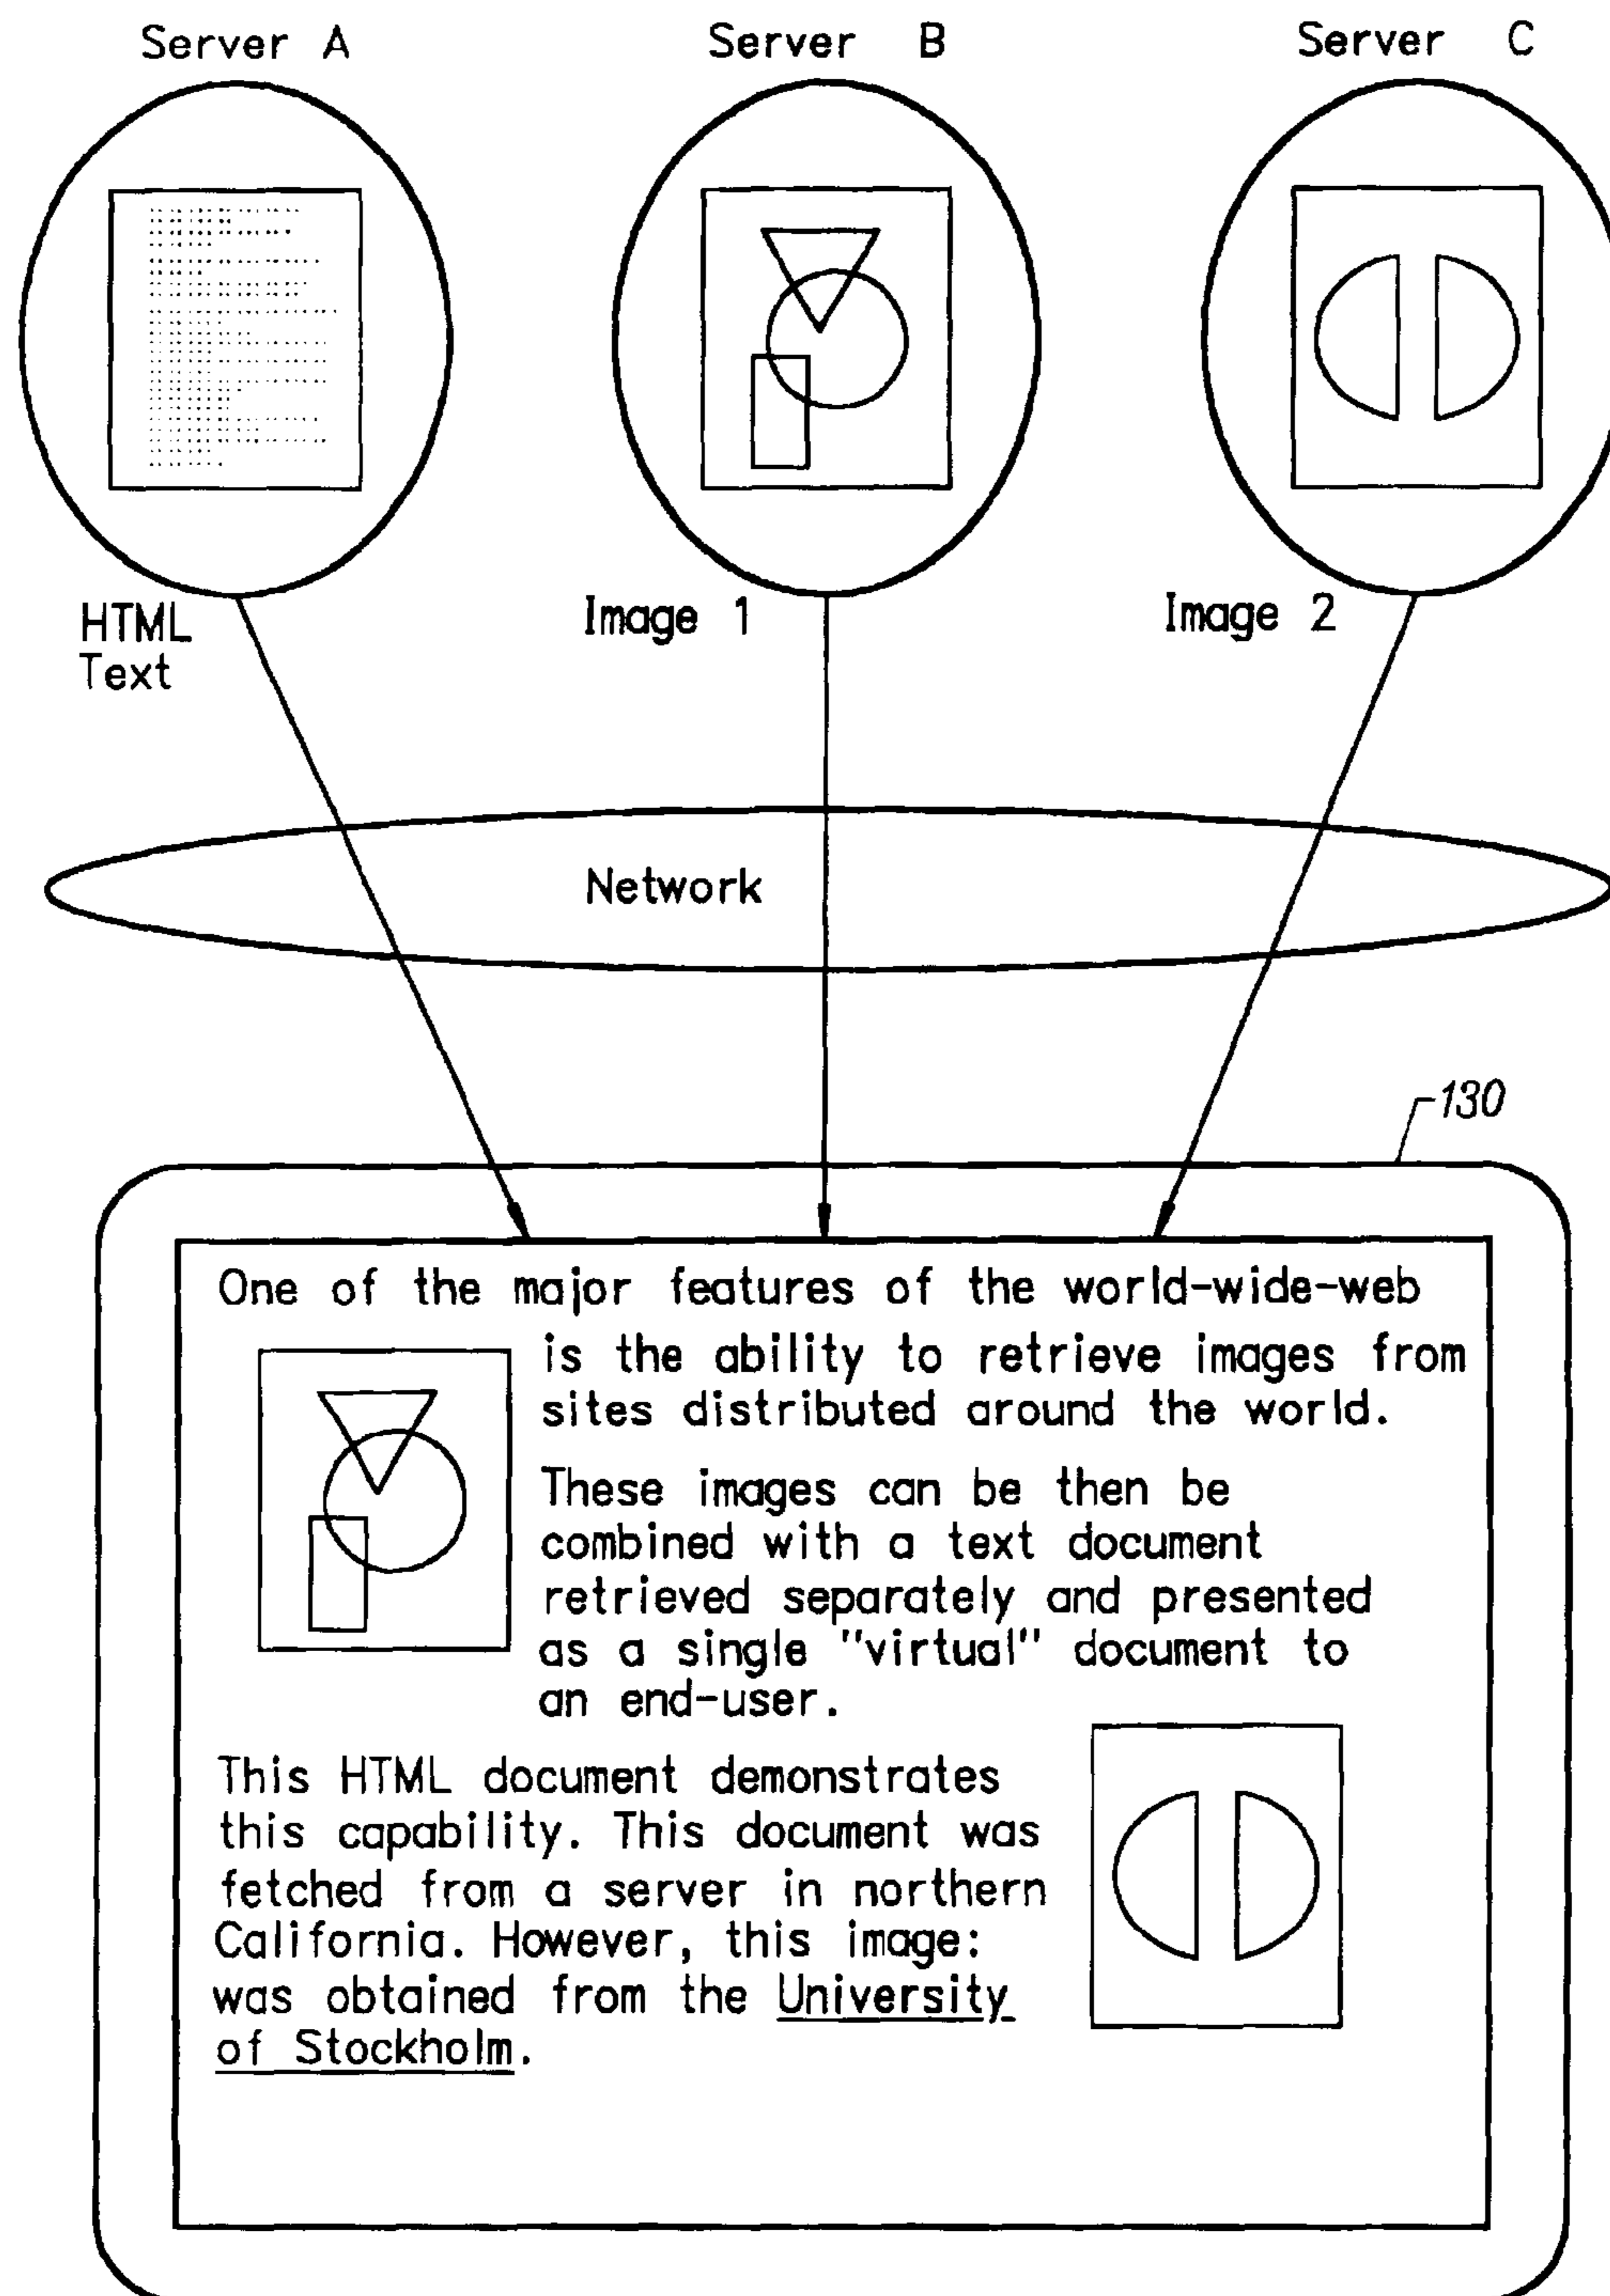 Server A
Server B
Server C
HTML
Text
Image 1
Image 2
Network
130
One of the major features of the world-wide-web
is the ability to retrieve images from
sites distributed around the world.
These images can be then be
combined with a text document
retrieved separately and presented
as a single "virtual" document to
an end-user.
This HTML document demonstrates
this capability. This document was
fetched from a server in northern
California. However, this image:
was obtained from the University
of Stockholm.